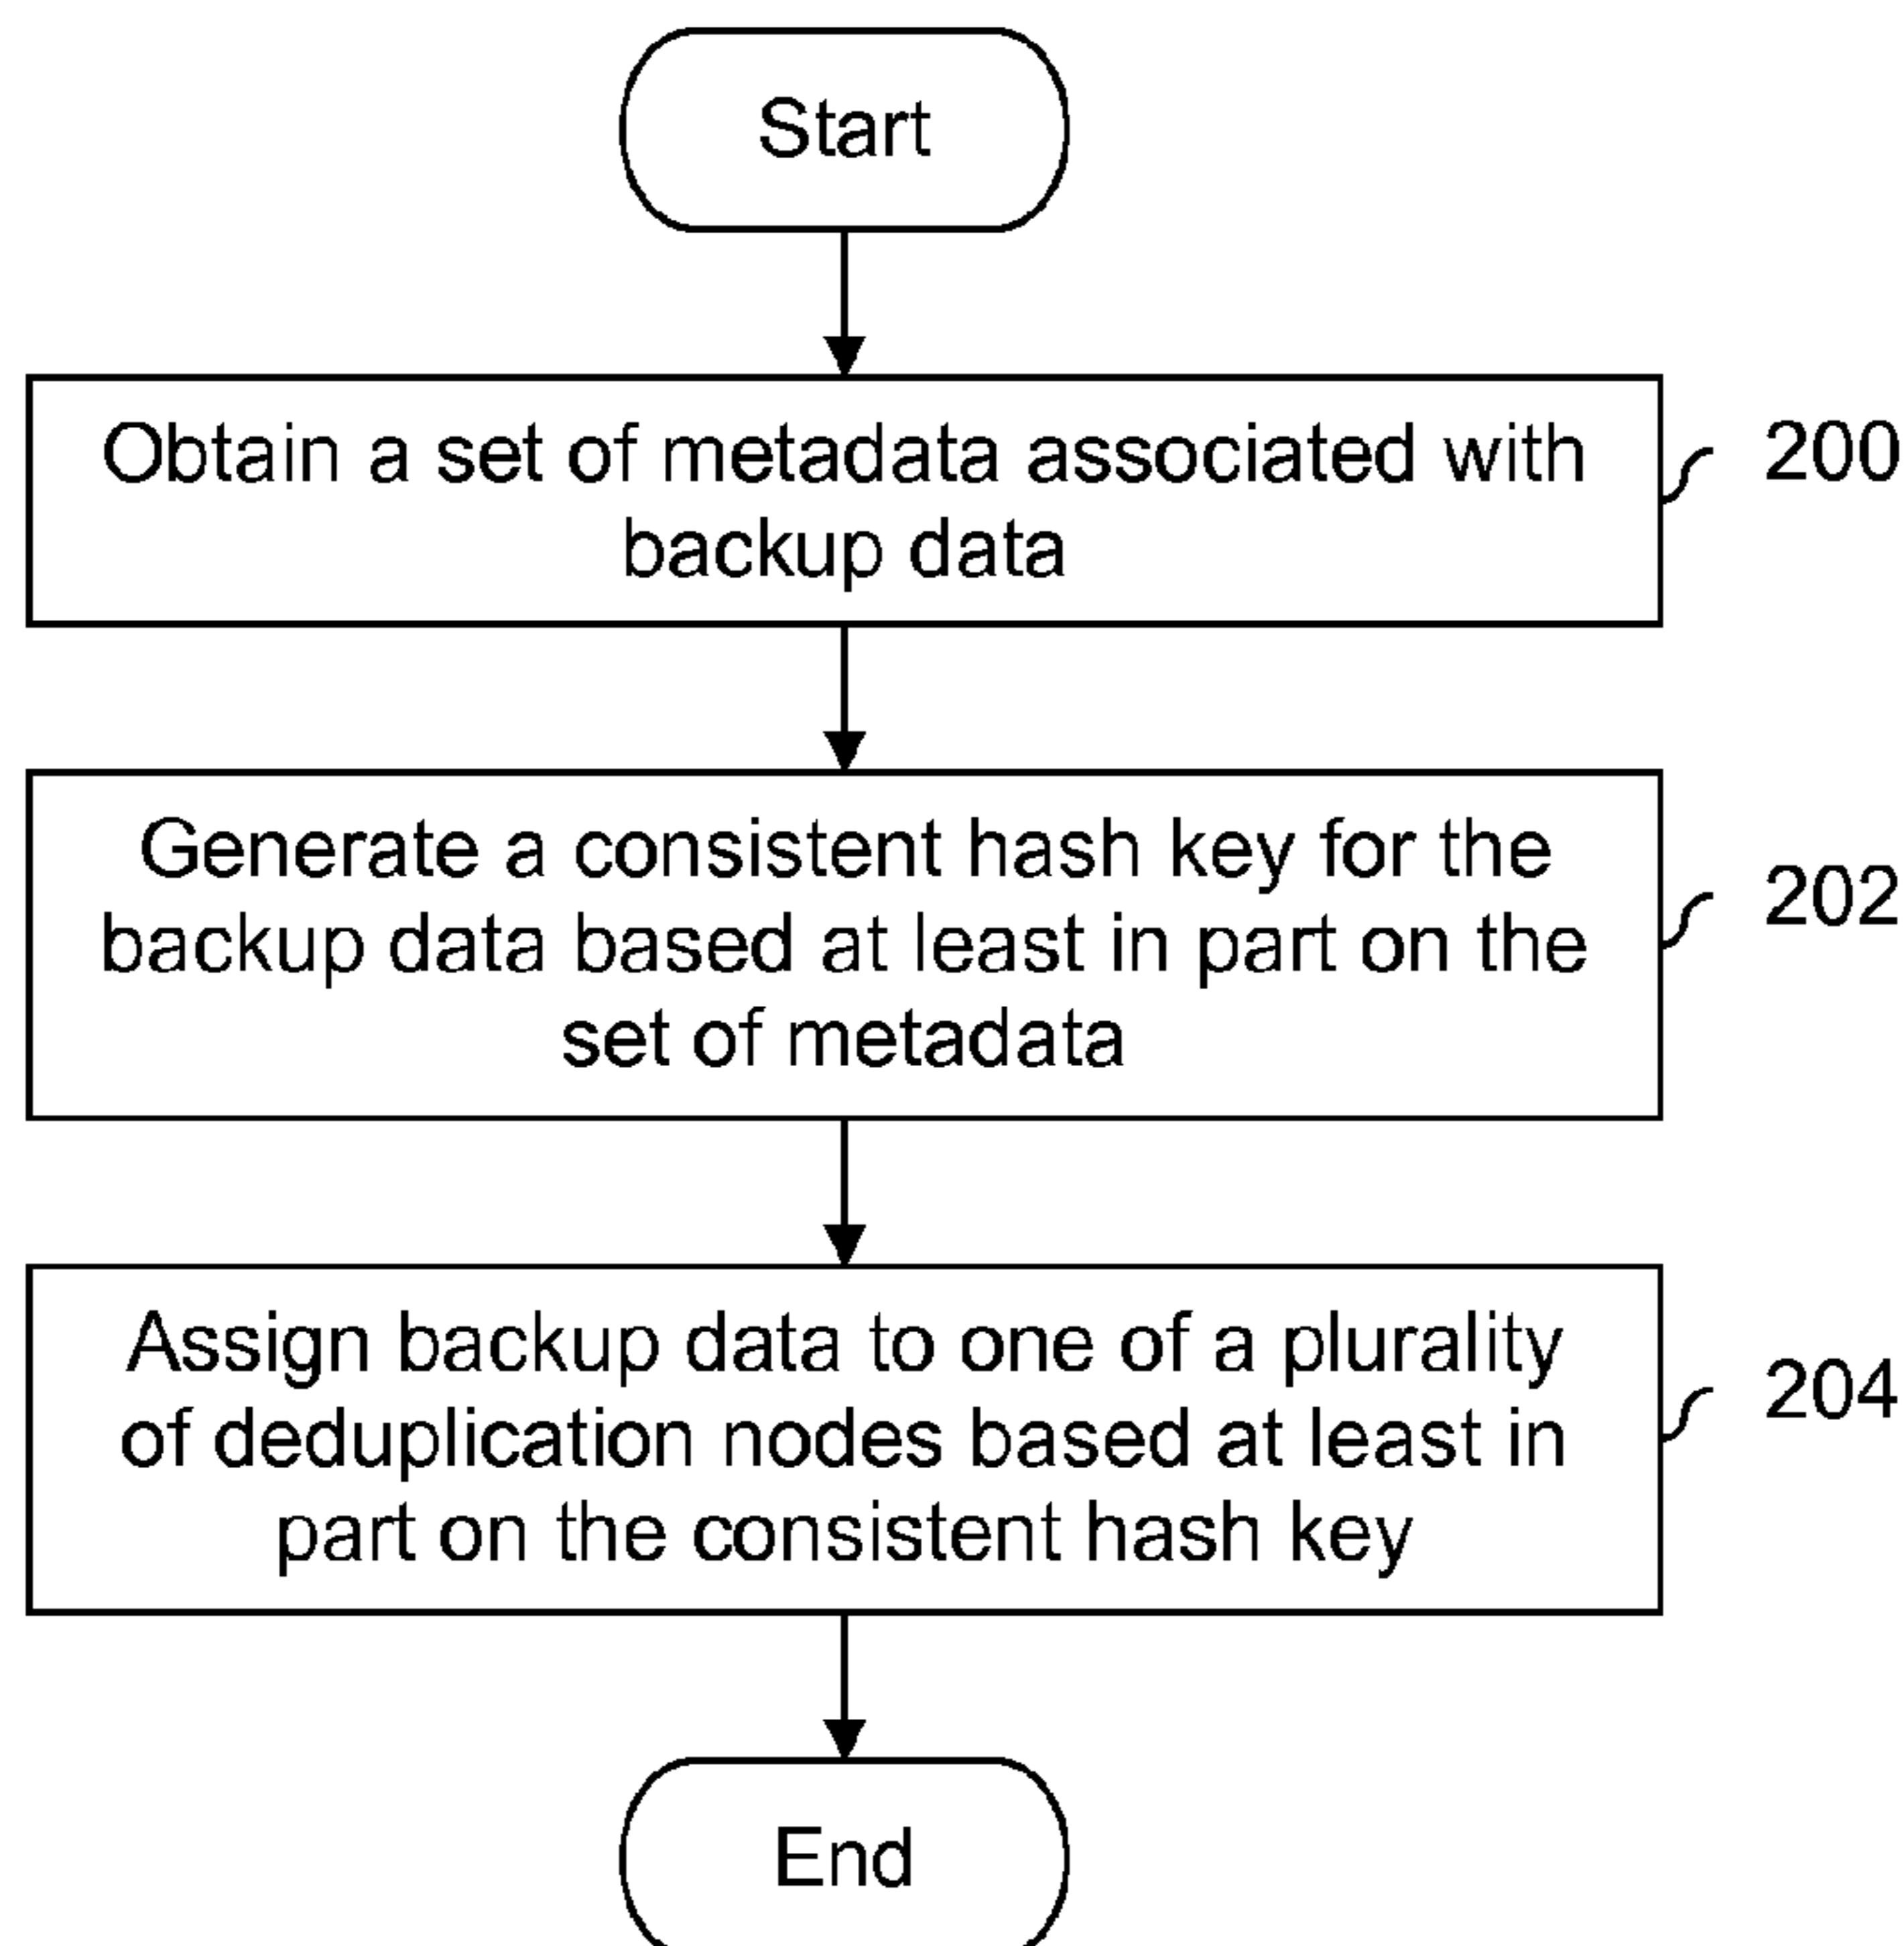 Start
Obtain a set of metadata associated with
backup data
200
Generate a consistent hash key for the
backup data based at least in part on the
set of metadata
202
Assign backup data to one of a plurality
of deduplication nodes based at least in
part on the consistent hash key
204
End